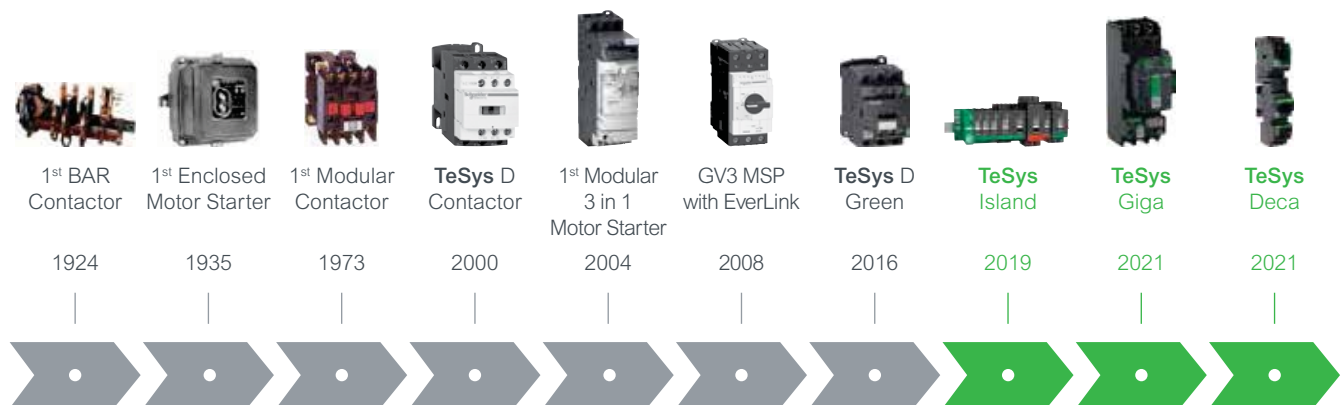 1st BAR
Contactor
1924
1st Enclosed
Motor Starter
1935
1st Modular
Contactor
1973
TeSys D
Contactor
2000
1st Modular
3 in 1
Motor Starter
2004
GV3 MSP
with EverLink
2008
TeSys D
Green
2016
TeSys
Island
2019
TeSys
Giga
2021
TeSys
Deca
2021